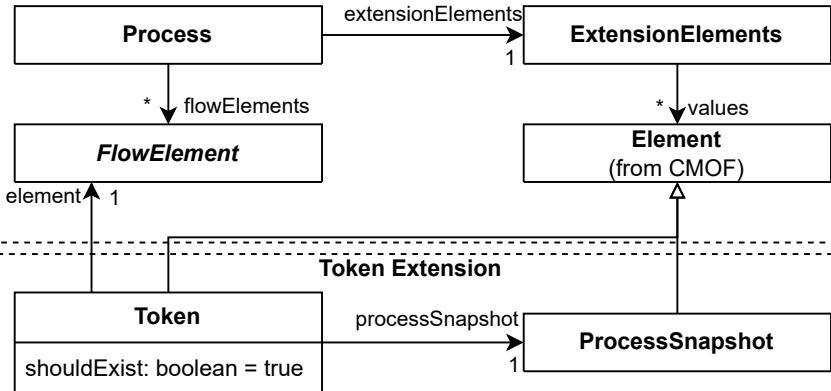 extensionElements
Process
ExtensionElements
1
* flowElements
* values
FlowElement
Element
(from CMOF)
element 1
Token Extension
Token
processSnapshot
ProcessSnapshot
1
shouldExist: boolean = true